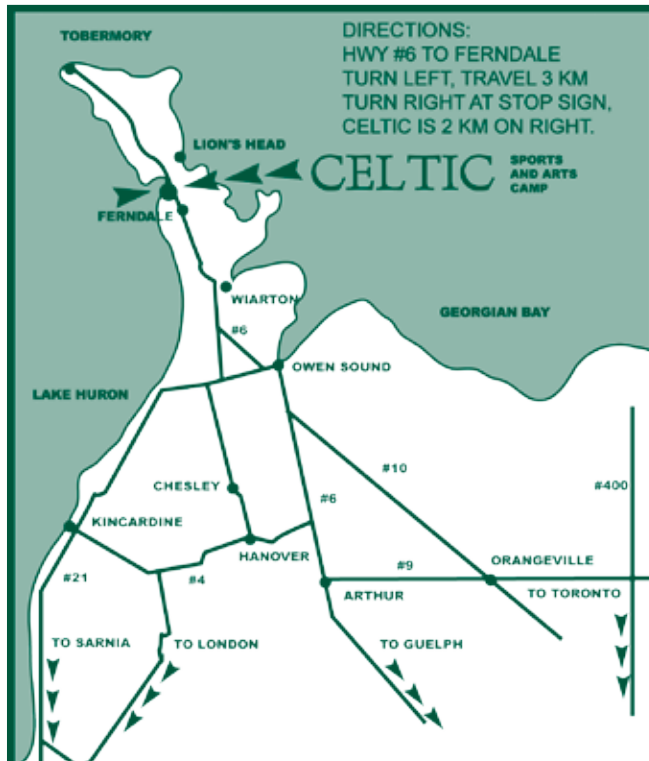 DIRECTIONS:
TOBERMORY
HWY #6 TO FERNDALE
TURN LEFT, TRAVEL 3 KM
TURN RIGHT AT STOP SIGN,
CELTIC IS 2 KM ON RIGHT.
LION'S HEAD
CELTIC
SPORTS
AND ARTS
CAMP
FERNDALE
WIARTON
GEORGIAN BAY
#6
OWEN SOUND
LAKE HURON
#10
CHESLEY
#400
#6
KINCARDINE
HANOVER
ORANGEVILLE
#9
#21
#4
ARTHUR
TO TORONTO
TO SARNIA
TO LONDON
TO GUELPH